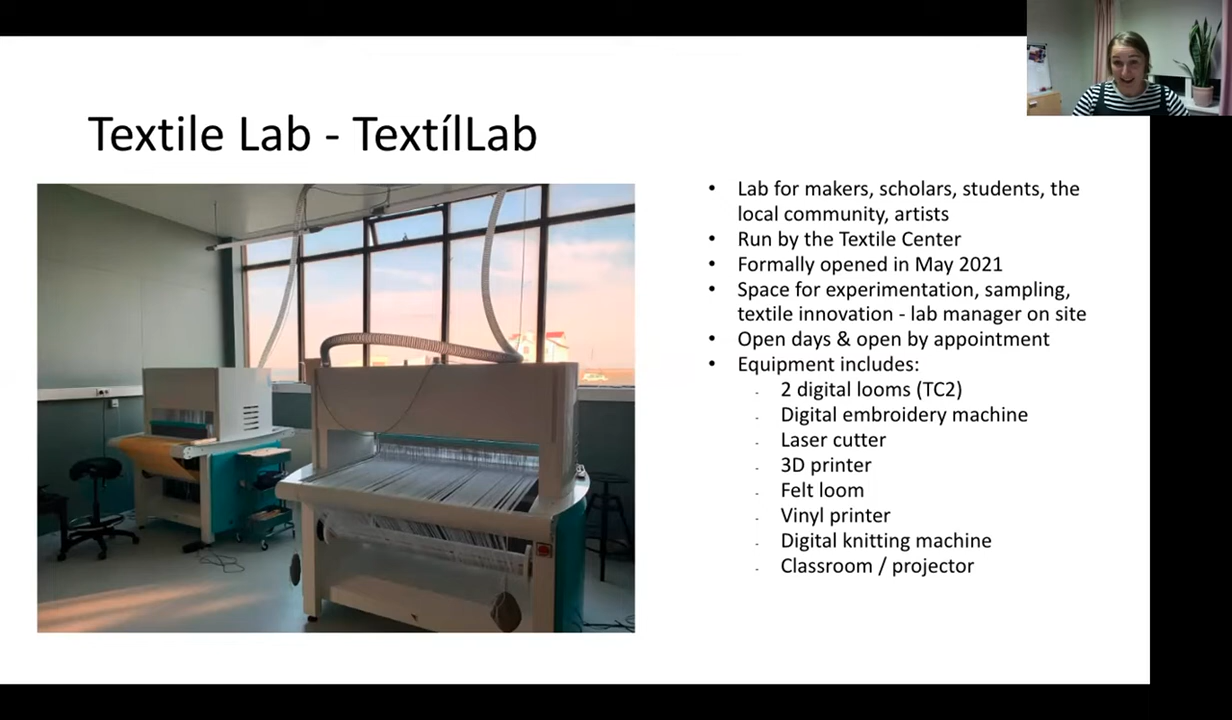 Textile Lab - TextílLab
• Lab for makers, scholars, students, the
local community, artists
• Run by the Textile Center
• Formally opened in May 2021
• Space for experimentation, sampling,
textile innovation - lab manager on site
• Open days & open by appointment
• Equipment includes:
- 2 digital looms (TC2)
- Digital embroidery machine
- Laser cutter
- 3D printer
- Felt loom
- Vinyl printer
- Digital knitting machine
- Classroom / projector